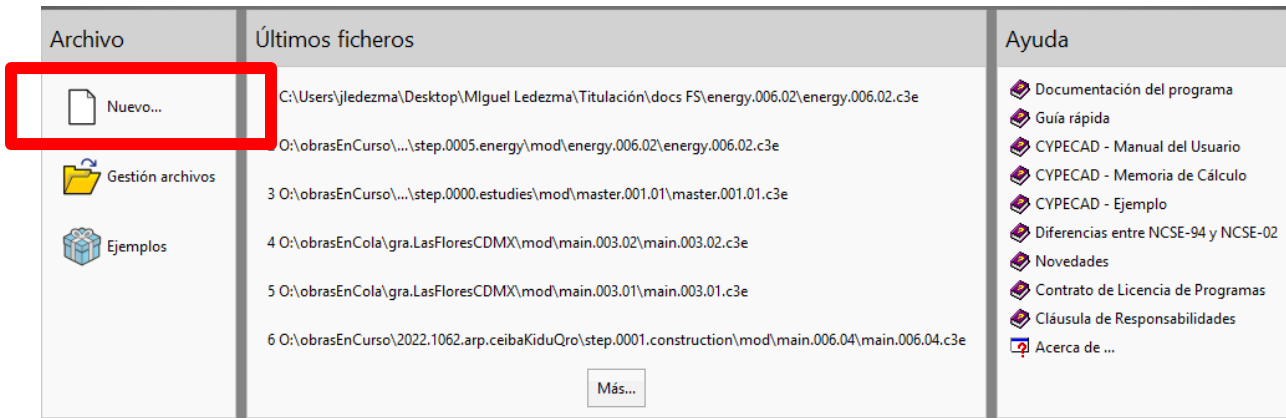 Archivo
Nuevo...
Gestión archivos
Ejemplos
Últimos ficheros
C:\Users\jledezma\Desktop\MIguel Ledezma\Titulación\docs FS\energy.006.02\energy.006.02.c3e
O:\obrasEnCurso\...\step.0005.energy\mod\energy.006.02\energy.006.02.c3e
3 O:\obrasEnCurso\...\step.0000.estudies\mod\master.001.01\master.001.01.c3e
4 O:\obrasEnCola\gra.LasFloresCDMX\mod\main.003.02\main.003.02.c3e
5 O:\obrasEnCola\gra.LasFloresCDMX\mod\main.003.01\main.003.01.c3e
6 O:\obrasEnCurso\2022.1062.arp.ceibaKiduQro\step.0001.construction\mod\main.006.04\main.006.04.c3e
Más...
Ayuda
Documentación del programa
Guía rápida
CYPECAD - Manual del Usuario
CYPECAD - Memoria de Cálculo
CYPECAD - Ejemplo
Diferencias entre NCSE-94 y NCSE-02
Novedades
Contrato de Licencia de Programas
Cláusula de Responsabilidades
Acerca de ...